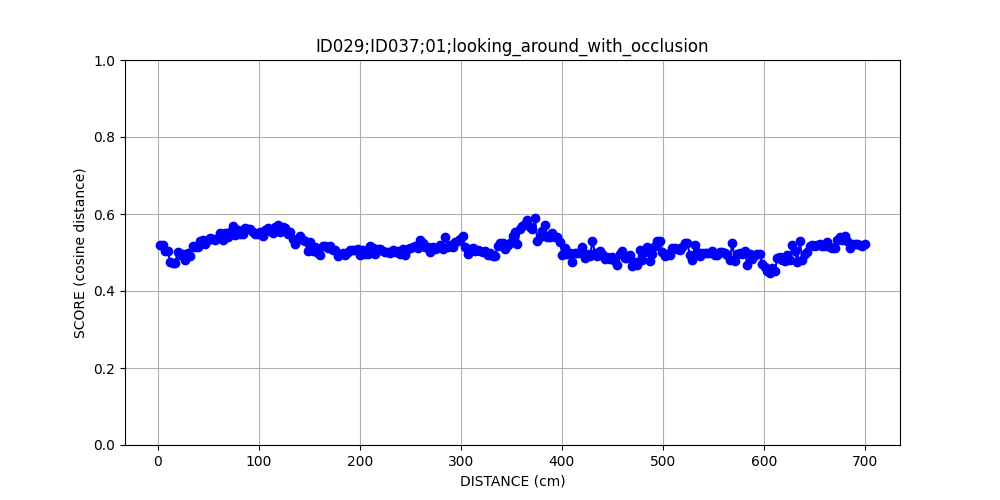 ID029;ID037;01;looking_around_with_occlusion
1.0
0.8
0.6
0.4
0.2
0.0
SCORE (cosine distance)
0 100 200 300 400 500 600 700
DISTANCE (cm)